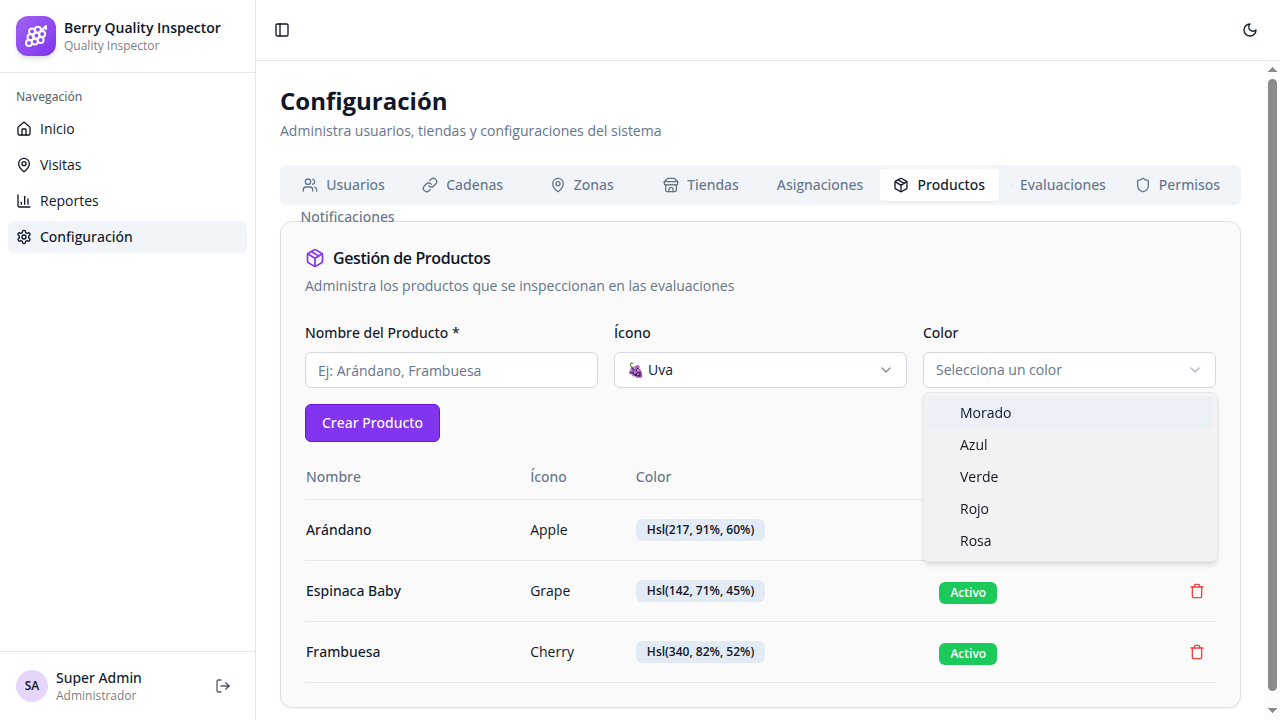 Berry Quality Inspector
Quality Inspector
Navegación
Inicio
Visitas
Reportes
Configuración
SA
Super Admin
Administrador
Configuración
Administra usuarios, tiendas y configuraciones del sistema
Usuarios Cadenas Zonas Tiendas Asignaciones Productos Evaluaciones Permisos
Notificaciones
Gestión de Productos
Administra los productos que se inspeccionan en las evaluaciones
Nombre del Producto * Ícono Color
Ej: Arándano, Frambuesa 🍇 Uva Selecciona un color
Crear Producto
Morado
Azul
Verde
Rojo
Rosa
Nombre Ícono Color
Arándano Apple Hsl(217, 91%, 60%)
Espinaca Baby Grape Hsl(142, 71%, 45%) Activo
Frambuesa Cherry Hsl(340, 82%, 52%) Activo